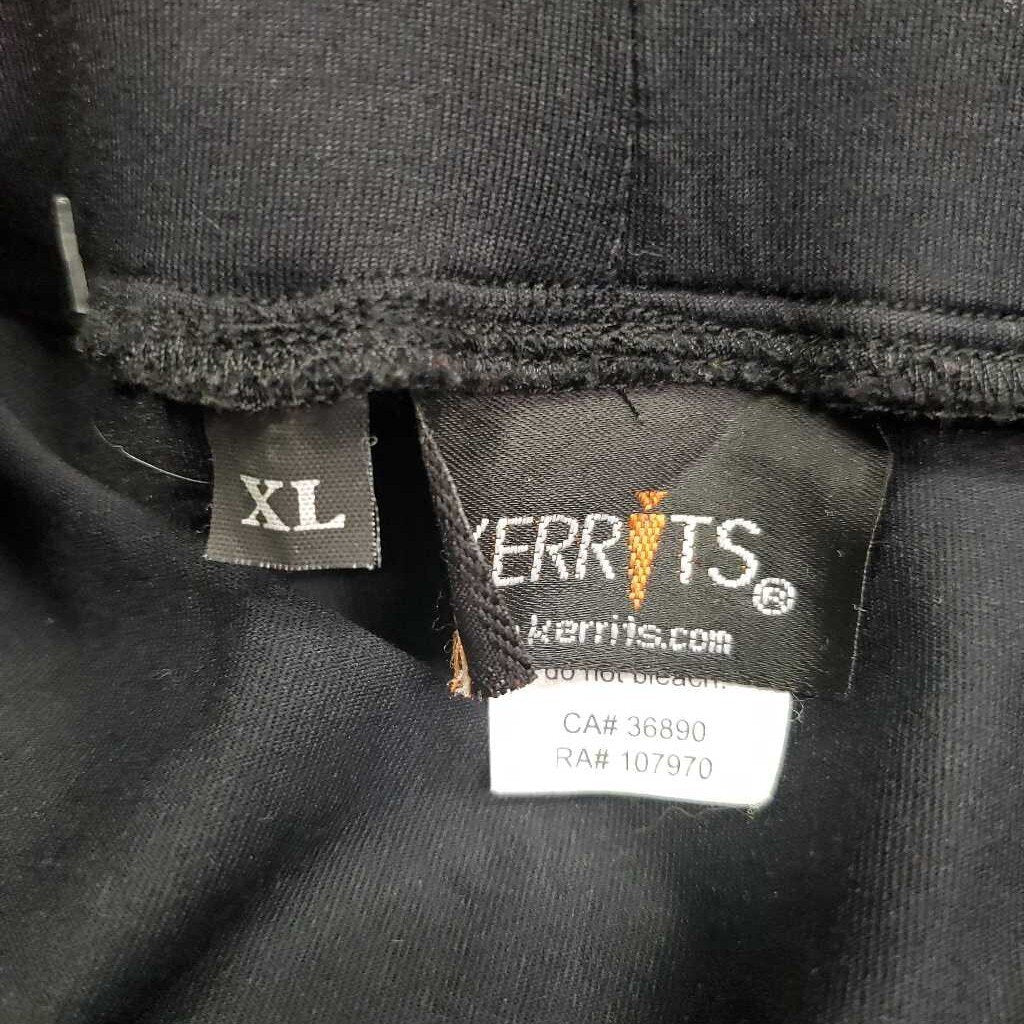 XL
KERRiTS®
kerrits.com
do not bleach.
CA# 36890
RA# 107970